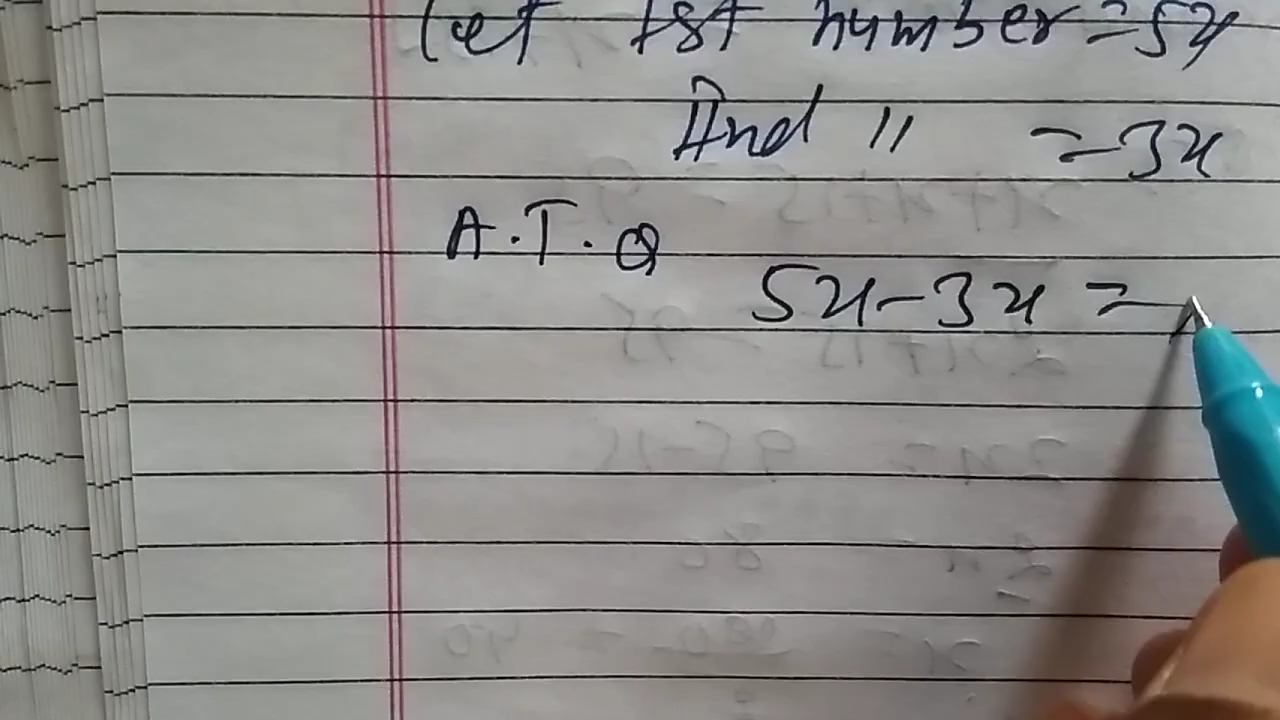 Let 1st number = 5x
And " = 3x
A.T.Q
5x - 3x =